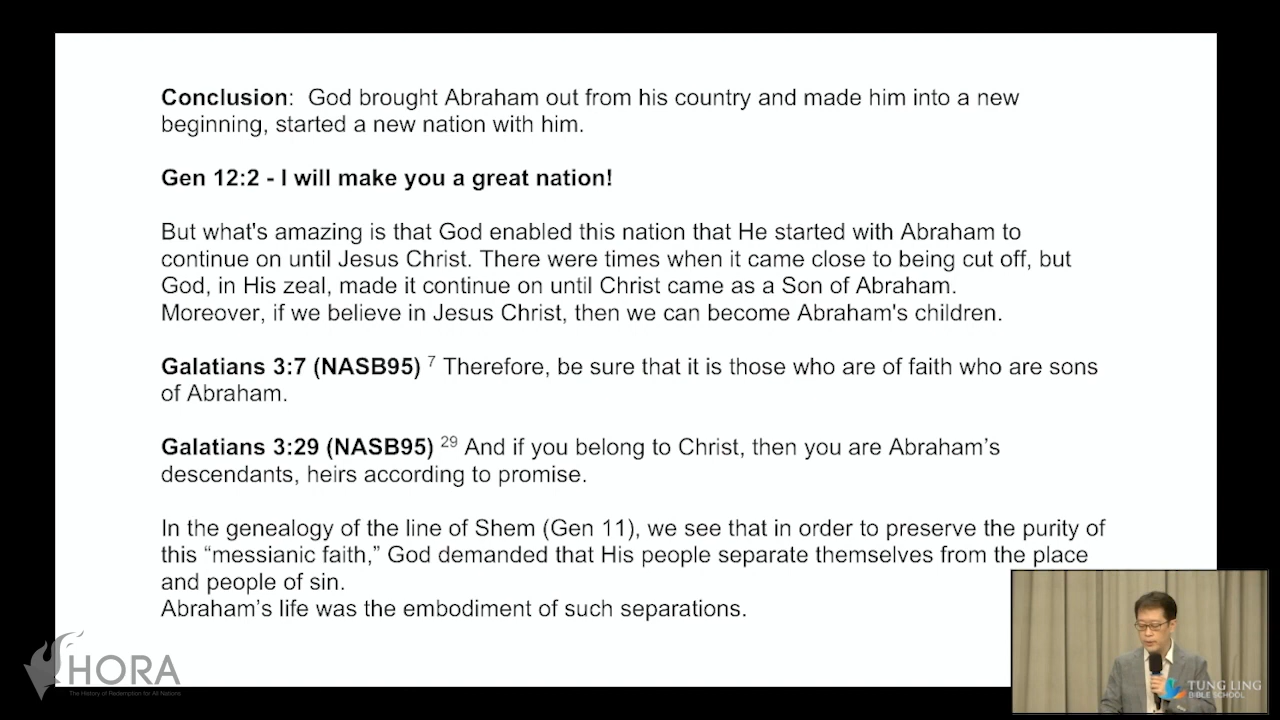 Conclusion:  God brought Abraham out from his country and made him into a new
beginning, started a new nation with him.
Gen 12:2 - I will make you a great nation!
But what's amazing is that God enabled this nation that He started with Abraham to
continue on until Jesus Christ. There were times when it came close to being cut off, but
God, in His zeal, made it continue on until Christ came as a Son of Abraham.
Moreover, if we believe in Jesus Christ, then we can become Abraham's children.
Galatians 3:7 (NASB95) 7 Therefore, be sure that it is those who are of faith who are sons
of Abraham.
Galatians 3:29 (NASB95) 29 And if you belong to Christ, then you are Abraham’s
descendants, heirs according to promise.
In the genealogy of the line of Shem (Gen 11), we see that in order to preserve the purity of
this “messianic faith,” God demanded that His people separate themselves from the place
and people of sin.
Abraham’s life was the embodiment of such separations.
HORA
The History of Redemption for All Nations
TUNG LING
BIBLE SCHOOL